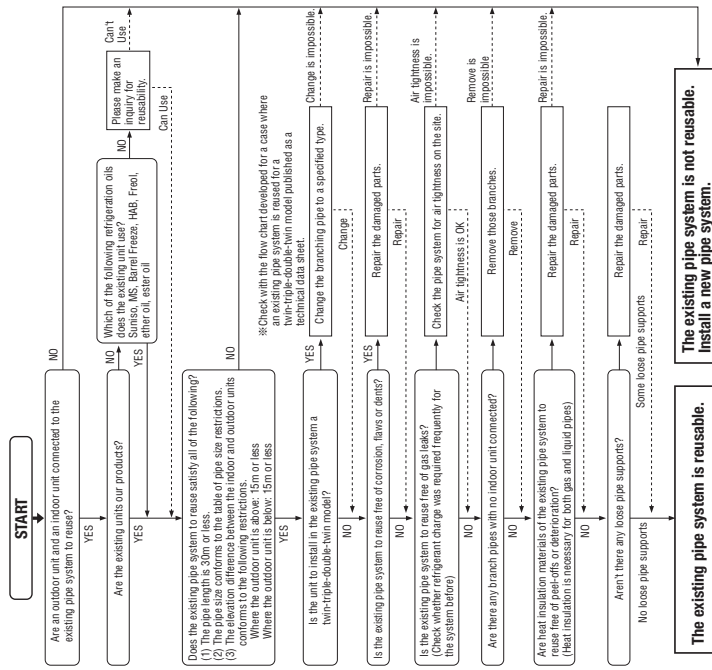 START
Are an outdoor unit and an indoor unit connected to the
existing pipe system to reuse?
NO
YES
Are the existing units our products?
NO
YES
Which of the following refrigeration oils
does the existing unit use?
Suniso, MS, Barrel Freeze, HAB, Freol,
ether oil, ester oil
NO
YES
Please make an
inquiry for
reusability.
Can't
Use
Can Use
Does the existing pipe system to reuse satisfy all of the following?
(1) The pipe length is 30m or less.
(2) The pipe size conforms to the table of pipe size restrictions.
(3) The elevation difference between the indoor and outdoor units
conforms to the following restrictions.
Where the outdoor unit is above: 15m or less
Where the outdoor unit is below: 15m or less
NO
YES
※Check with the flow chart developed for a case where
an existing pipe system is reused for a
twin-triple-double-twin model published as a
technical data sheet.
Is the unit to install in the existing pipe system a
twin-triple-double-twin model?
YES
Change the branching pipe to a specified type.
Change is impossible.
NO
Change
Is the existing pipe system to reuse free of corrosion, flaws or dents?
YES
Repair the damaged parts.
Repair is impossible.
NO
Repair
Is the existing pipe system to reuse free of gas leaks?
(Check whether refrigerant charge was required frequently for
the system before)
Check the pipe system for air tightness on the site.
Air tightness is
impossible.
NO
Air tightness is OK
Are there any branch pipes with no indoor unit connected?
Remove those branches.
Remove is
impossible
NO
Remove
Are heat insulation materials of the existing pipe system to
reuse free of peel-offs or deterioration?
(Heat insulation is necessary for both gas and liquid pipes)
Repair the damaged parts.
Repair is impossible.
NO
Repair
Aren't there any loose pipe supports?
Repair the damaged parts.
No loose pipe supports
Some loose pipe supports
Repair
The existing pipe system is reusable.
The existing pipe system is not reusable.
Install a new pipe system.